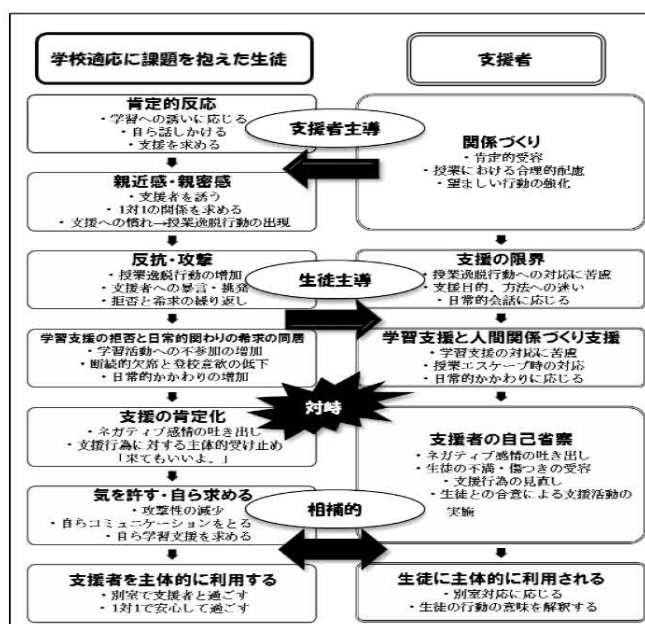 学校適応に課題を抱えた生徒
肯定的反応
・学習への誘いに応じる
・自ら話しかける
・支援を求める
親近感・親密感
・支援者を誘う
・1対1の関係を求める
・支援への慣れ→授業逸脱行動の出現
反抗・攻撃
・授業逸脱行動の増加
・支援者への暴言・挑発
・拒否と希求の繰り返し
学習支援の拒否と日常的関わりの希求の同居
・学習活動への不参加の増加
・断続的欠席と登校意欲の低下
・日常的かかわりの増加
支援の肯定化
・ネガティブ感情の吐き出し
・支援行為に対する主体的受け止め
「来てもいいよ。」
気を許す・自ら求める
・攻撃性の減少
・自らコミュニケーションをとる
・自ら学習支援を求める
支援者を主体的に利用する
・別室で支援者と過ごす
・1対1で安心して過ごす
支援者主導
生徒主導
対峙
相補的
支援者
関係づくり
・肯定的受容
・授業における合理的配慮
・望ましい行動の強化
支援の限界
・授業逸脱行動への対応に苦慮
・支援目的、方法への迷い
・日常的会話に応じる
学習支援と人間関係づくり支援
・学習支援の対応に苦慮
・授業エスケープ時の対応
・日常的かかわりに応じる
支援者の自己省察
・ネガティブ感情の吐き出し
・生徒の不満・傷つきの受容
・支援行為の見直し
・生徒との合意による支援活動の
実施
生徒に主体的に利用される
・別室対応に応じる
・生徒の行動の意味を解釈する